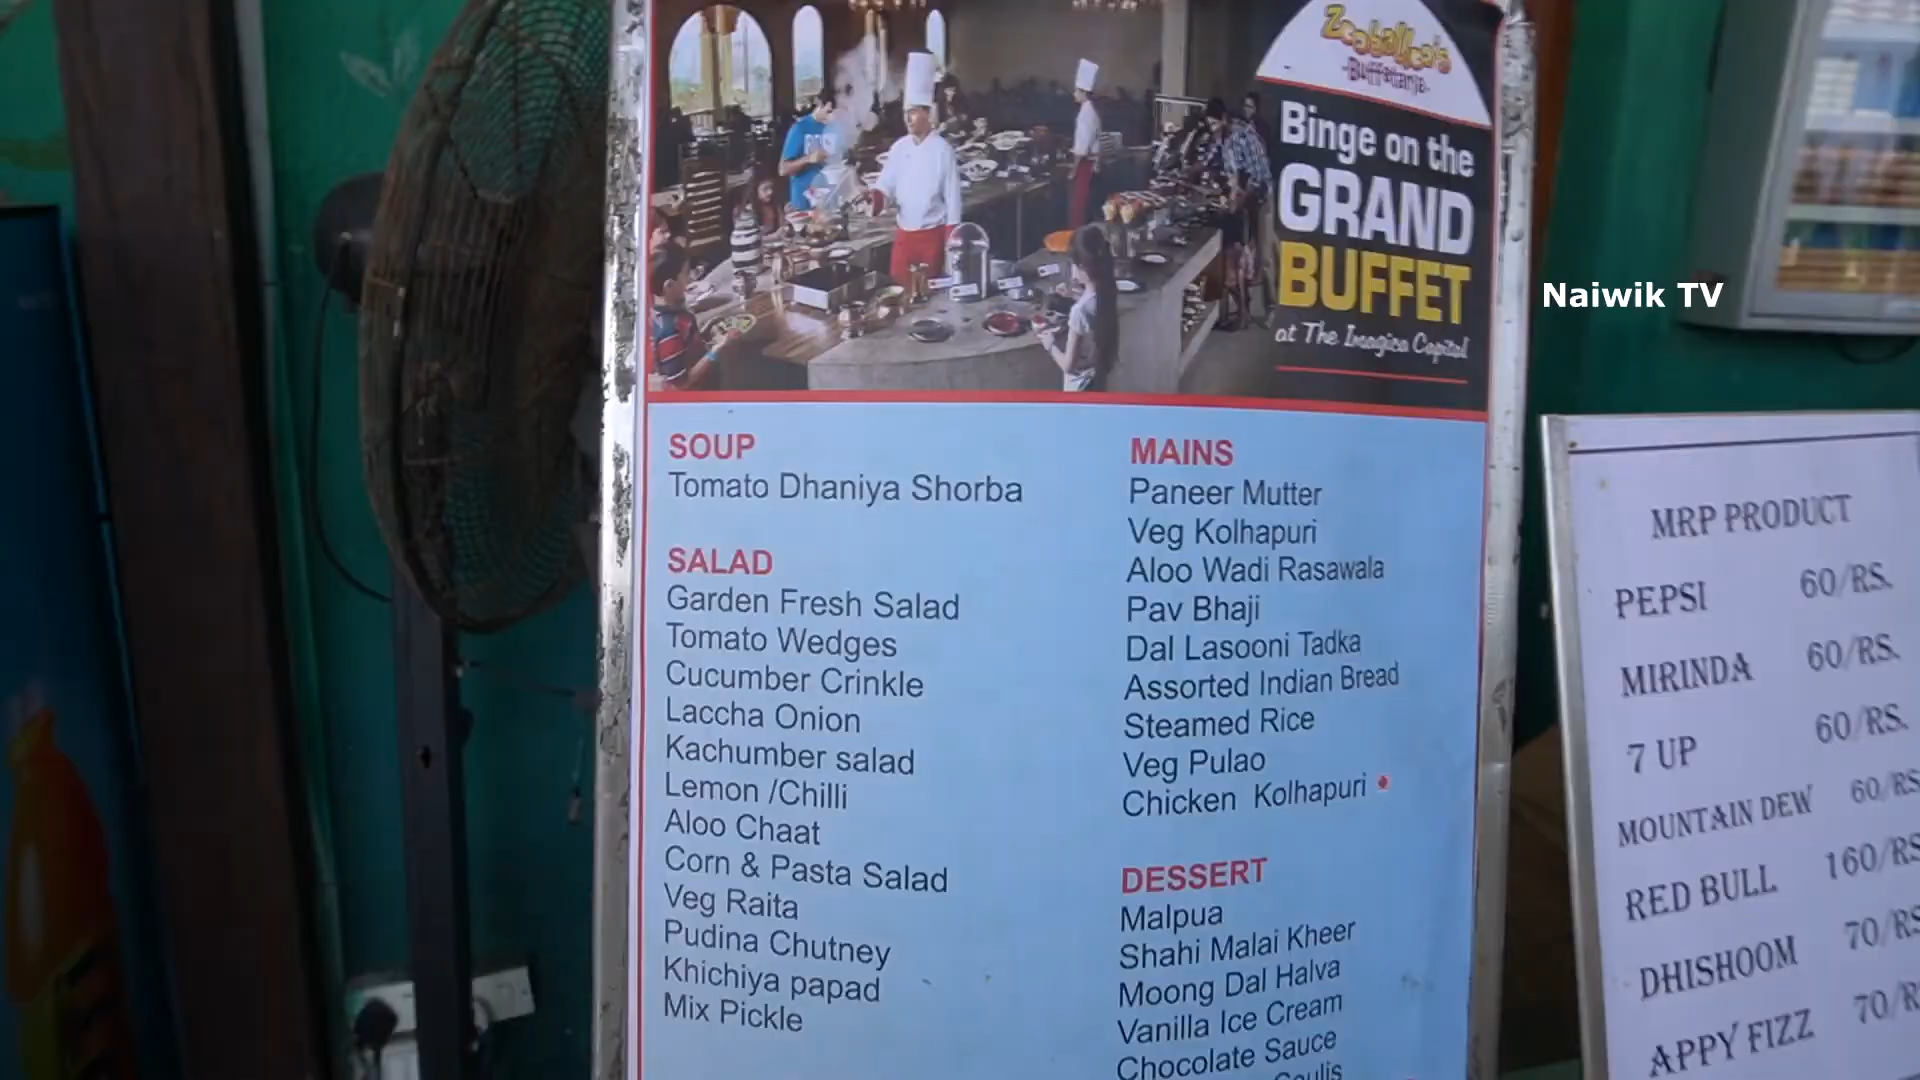 Zeeballba's
-Buffetania-
Binge on the
GRAND
BUFFET
at The Imagica Capital
Naiwik TV
SOUP
Tomato Dhaniya Shorba
SALAD
Garden Fresh Salad
Tomato Wedges
Cucumber Crinkle
Laccha Onion
Kachumber salad
Lemon /Chilli
Aloo Chaat
Corn & Pasta Salad
Veg Raita
Pudina Chutney
Khichiya papad
Mix Pickle
MAINS
Paneer Mutter
Veg Kolhapuri
Aloo Wadi Rasawala
Pav Bhaji
Dal Lasooni Tadka
Assorted Indian Bread
Steamed Rice
Veg Pulao
Chicken Kolhapuri
DESSERT
Malpua
Shahi Malai Kheer
Moong Dal Halva
Vanilla Ice Cream
Chocolate Sauce
MRP PRODUCT
PEPSI 60/RS.
MIRINDA 60/RS.
7 UP 60/RS.
MOUNTAIN DEW 60/RS
RED BULL 160/RS
DHISHOOM 70/RS
APPY FIZZ 70/R